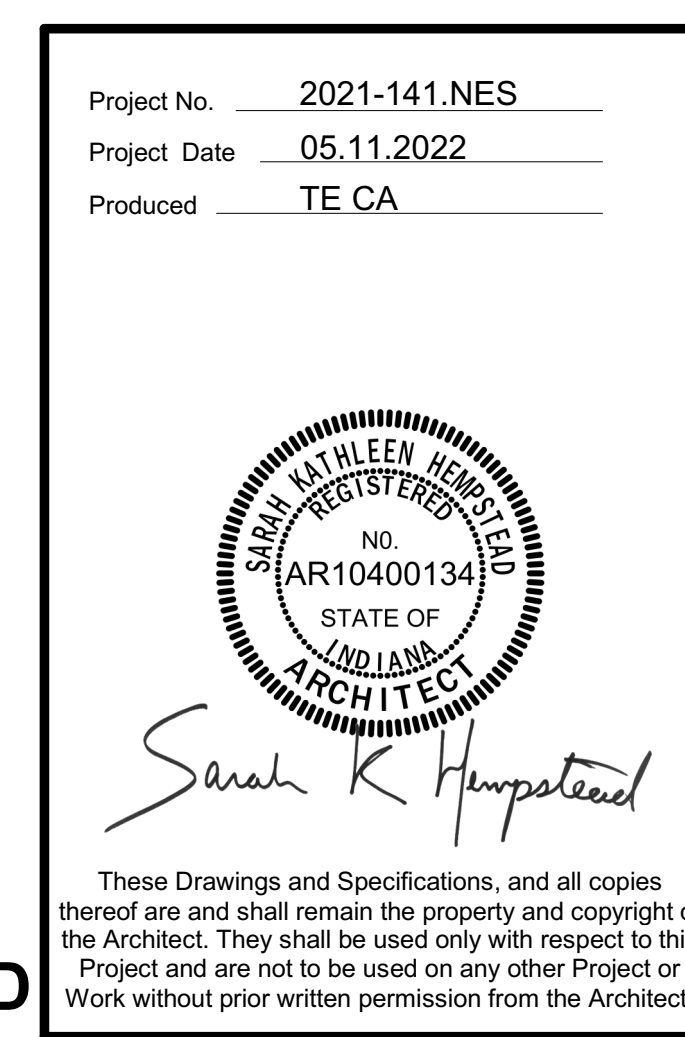 Project No. 2021-141.NES
Project Date 05.11.2022
Produced TE CA
SARAH KATHLEEN HEMPSTEAD
REGISTERED
N0.
AR10400134
STATE OF
INDIANA
ARCHITECT
Sarah K Hempstead
These Drawings and Specifications, and all copies
thereof are and shall remain the property and copyright o
the Architect. They shall be used only with respect to thi
Project and are not to be used on any other Project or
Work without prior written permission from the Architect
D